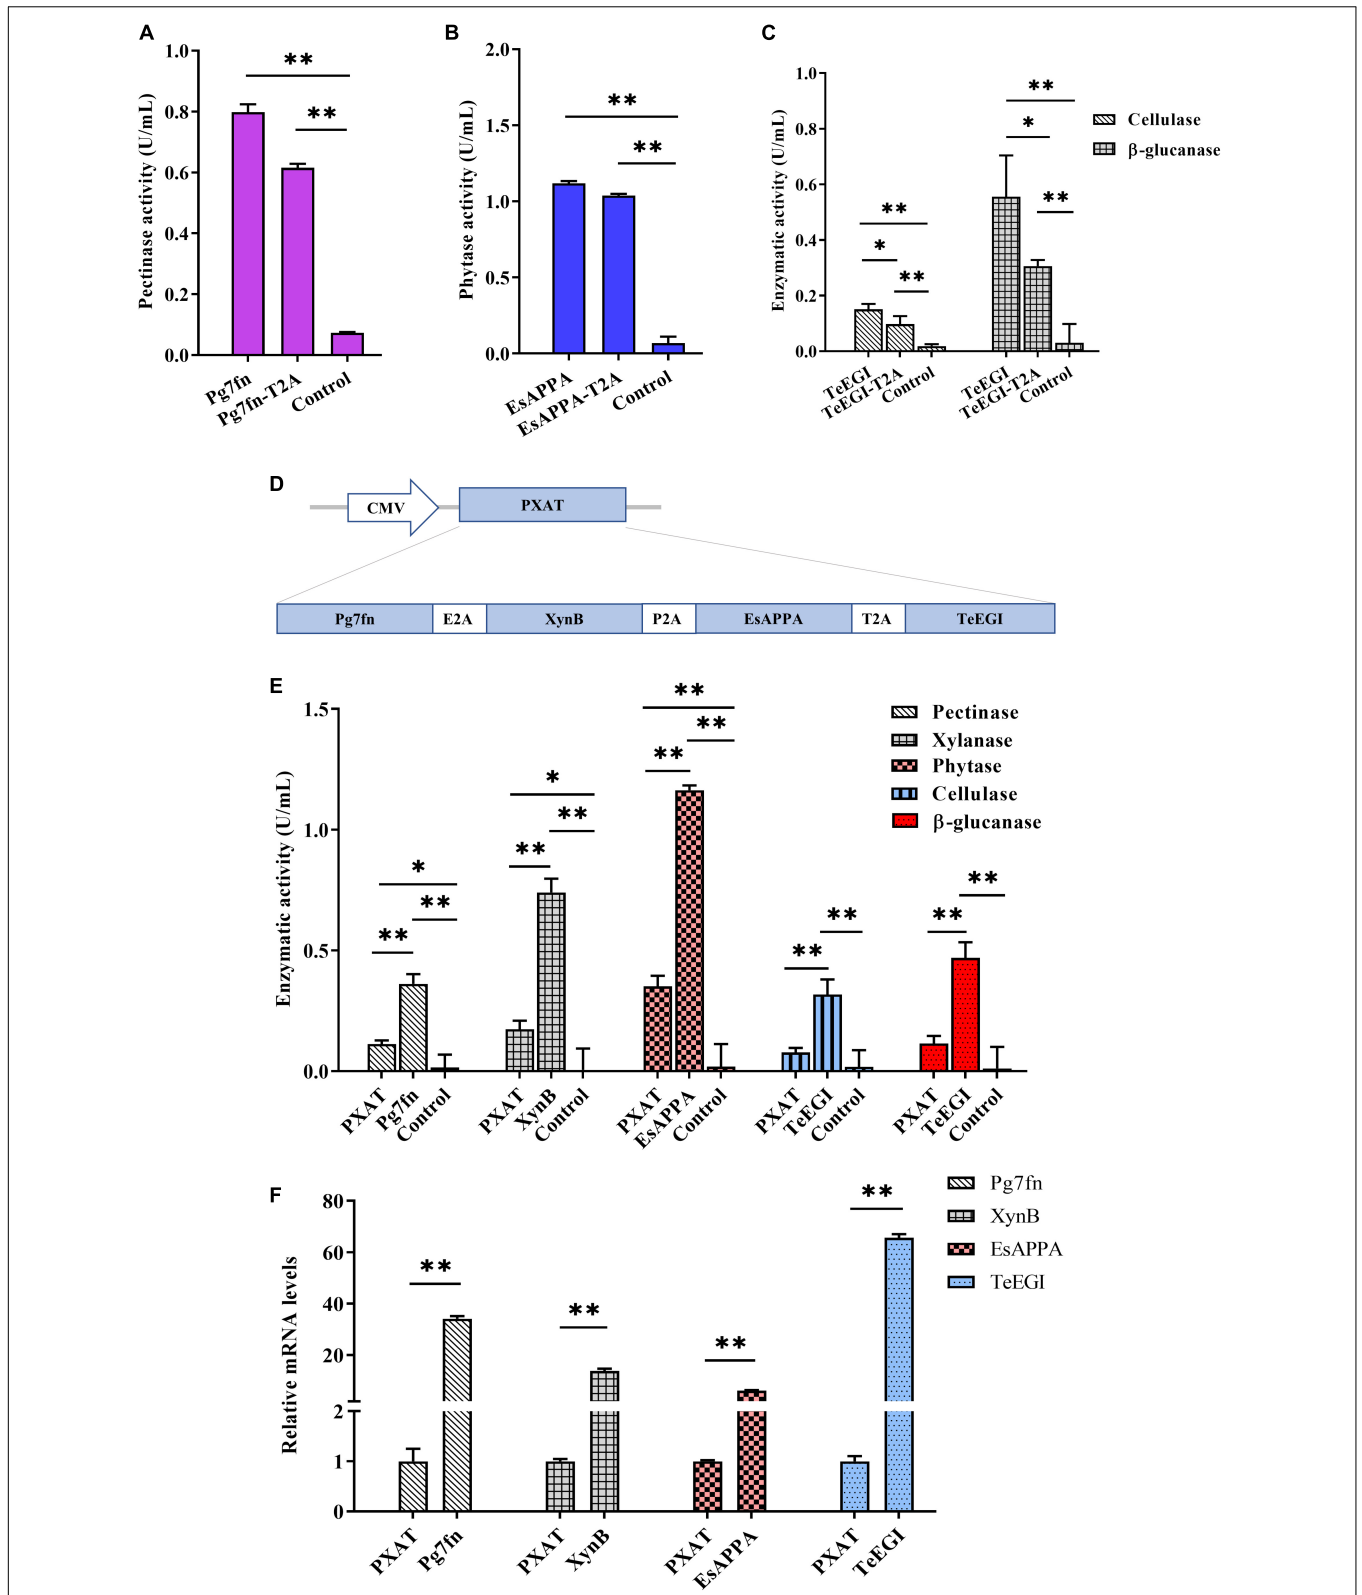 A
Pectinase activity (U/mL)
1.0
0.8
0.6
0.4
0.2
0.0
**
**
Pg7fn
Pg7fn-T2A
Control
B
Phytase activity (U/mL)
2.0
1.5
1.0
0.5
0.0
**
**
EsAPPA
EsAPPA-T2A
Control
C
Enzymatic activity (U/mL)
1.0
0.8
0.6
0.4
0.2
0.0
**
*
**
**
*
**
TeEGI
TeEGI-T2A
Control
TeEGI
TeEGI-T2A
Control
Cellulase
β-glucanase
D
CMV
PXAT
Pg7fn E2A XynB P2A EsAPPA T2A TeEGI
E
Enzymatic activity (U/mL)
1.5
1.0
0.5
0.0
*
**
**
*
**
**
**
**
**
**
**
**
**
PXAT
Pg7fn
Control
PXAT
XynB
Control
PXAT
EsAPPA
Control
PXAT
TeEGI
Control
PXAT
TeEGI
Control
Pectinase
Xylanase
Phytase
Cellulase
β-glucanase
F
Relative mRNA levels
80
60
40
20
2
1
0
**
**
**
**
PXAT
Pg7fn
PXAT
XynB
PXAT
EsAPPA
PXAT
TeEGI
Pg7fn
XynB
EsAPPA
TeEGI